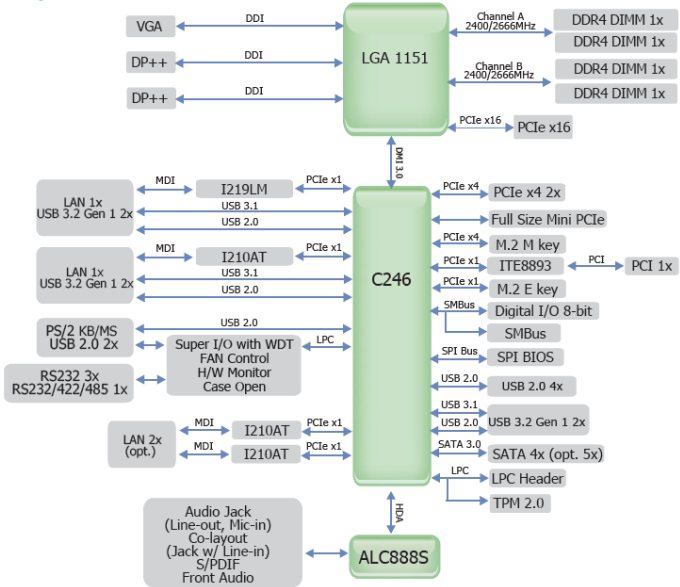 VGA
DDI
DP++
DDI
DP++
DDI
LGA 1151
Channel A
2400/2666MHz
DDR4 DIMM 1x
DDR4 DIMM 1x
Channel B
2400/2666MHz
DDR4 DIMM 1x
DDR4 DIMM 1x
PCIe x16
PCIe x16
DMI 3.0
LAN 1x
USB 3.2 Gen 1 2x
MDI
I219LM
PCIe x1
USB 3.1
USB 2.0
LAN 1x
USB 3.2 Gen 1 2x
MDI
I210AT
PCIe x1
USB 3.1
USB 2.0
PS/2 KB/MS
USB 2.0 2x
USB 2.0
Super I/O with WDT
FAN Control
H/W Monitor
Case Open
LPC
RS232 3x
RS232/422/485 1x
LAN 2x
(opt.)
MDI
I210AT
PCIe x1
MDI
I210AT
PCIe x1
C246
PCIe x4
PCIe x4 2x
Full Size Mini PCIe
PCIe x4
M.2 M key
PCIe x1
ITE8893
PCI
PCI 1x
PCIe x1
M.2 E key
SMBus
Digital I/O 8-bit
SMBus
SPI Bus
SPI BIOS
USB 2.0
USB 2.0 4x
USB 3.1
USB 2.0
USB 3.2 Gen 1 2x
SATA 3.0
SATA 4x (opt. 5x)
LPC
LPC Header
TPM 2.0
HDA
Audio Jack
(Line-out, Mic-in)
Co-layout
(Jack w/ Line-in)
S/PDIF
Front Audio
ALC888S